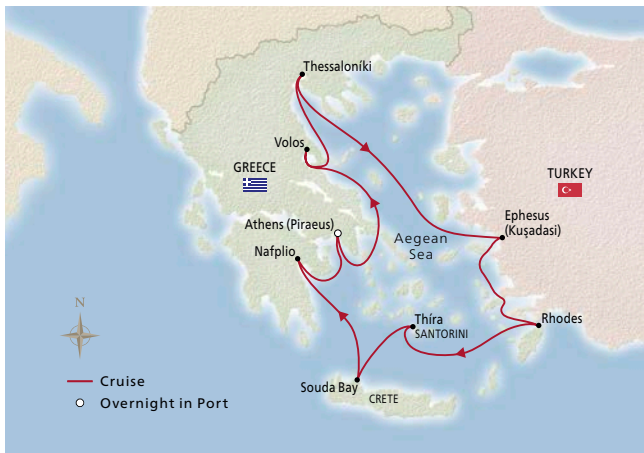 Thessaloníki
Volos
GREECE
TURKEY
Athens (Piraeus)
Ephesus
(Kuşadasi)
Aegean
Sea
Nafplio
N
Thíra
SANTORINI
Rhodes
Cruise
Souda Bay
CRETE
Overnight in Port